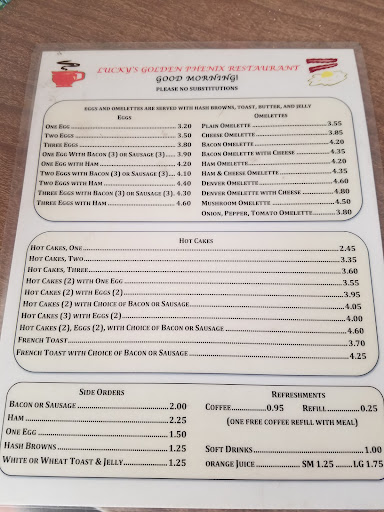 LUCKY'S GOLDEN PHENIX RESTAURANT
GOOD MORNING!
PLEASE NO SUBSTITUTIONS
EGGS AND OMELETTES ARE SERVED WITH HASH BROWNS, TOAST, BUTTER, AND JELLY
EGGS
ONE EGG 3.20
TWO EGGS 3.50
THREE EGGS 3.80
ONE EGG WITH BACON (3) OR SAUSAGE (3) 3.90
ONE EGG WITH HAM 4.20
TWO EGGS WITH BACON (3) OR SAUSAGE (3) 4.10
TWO EGGS WITH HAM 4.40
THREE EGGS WITH BACON (3) OR SAUSAGE (3) 4.30
THREE EGGS WITH HAM 4.60
OMELETTES
PLAIN OMELETTE 3.55
CHEESE OMELETTE 3.85
BACON OMELETTE 4.20
BACON OMELETTE WITH CHEESE 4.35
HAM OMELETTE 4.20
HAM & CHEESE OMELETTE 4.35
DENVER OMELETTE 4.60
DENVER OMELETTE WITH CHEESE 4.80
MUSHROOM OMELETTE 4.50
ONION, PEPPER, TOMATO OMELETTE 3.80
HOT CAKES
HOT CAKES, ONE 2.45
HOT CAKES, TWO 3.35
HOT CAKES, THREE 3.60
HOT CAKES (2) WITH ONE EGG 3.55
HOT CAKES (2) WITH EGGS (2) 3.95
HOT CAKES (2) WITH CHOICE OF BACON OR SAUSAGE 4.05
HOT CAKES (3) WITH EGGS (2) 4.00
HOT CAKES (2), EGGS (2), WITH CHOICE OF BACON OR SAUSAGE 4.60
FRENCH TOAST 3.70
FRENCH TOAST WITH CHOICE OF BACON OR SAUSAGE 4.25
SIDE ORDERS
BACON OR SAUSAGE 2.00
HAM 2.25
ONE EGG 1.50
HASH BROWNS 1.25
WHITE OR WHEAT TOAST & JELLY 1.25
REFRESHMENTS
COFFEE 0.95 REFILL 0.25
(ONE FREE COFFEE REFILL WITH MEAL)
SOFT DRINKS 1.00
ORANGE JUICE SM 1.25 LG 1.75